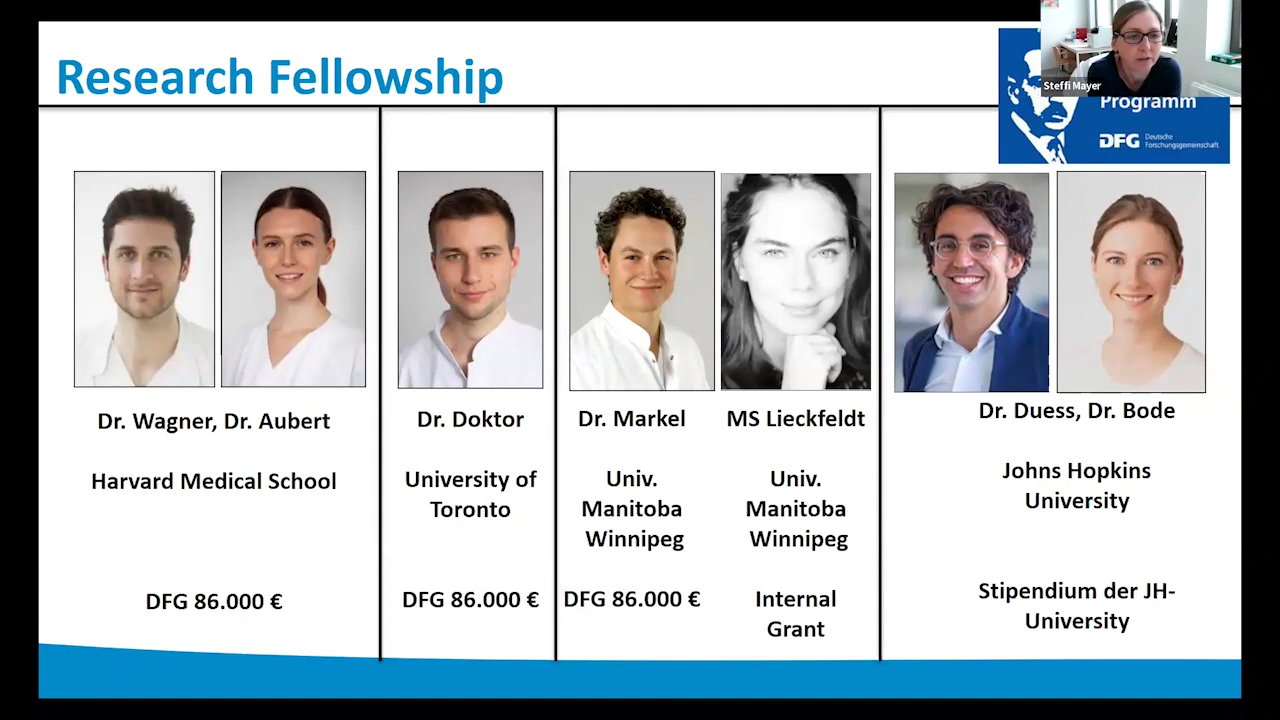 Research Fellowship
Steffi Mayer
Programm
DFG Deutsche
Forschungsgemeinschaft
Dr. Wagner, Dr. Aubert
Harvard Medical School
DFG 86.000 €
Dr. Doktor
University of
Toronto
DFG 86.000 €
Dr. Markel
Univ.
Manitoba
Winnipeg
DFG 86.000 €
MS Lieckfeldt
Univ.
Manitoba
Winnipeg
Internal
Grant
Dr. Duess, Dr. Bode
Johns Hopkins
University
Stipendium der JH-
University